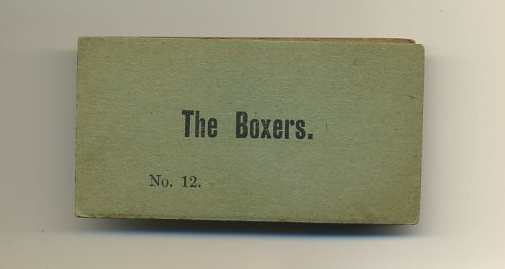 The Boxers.
No. 12.